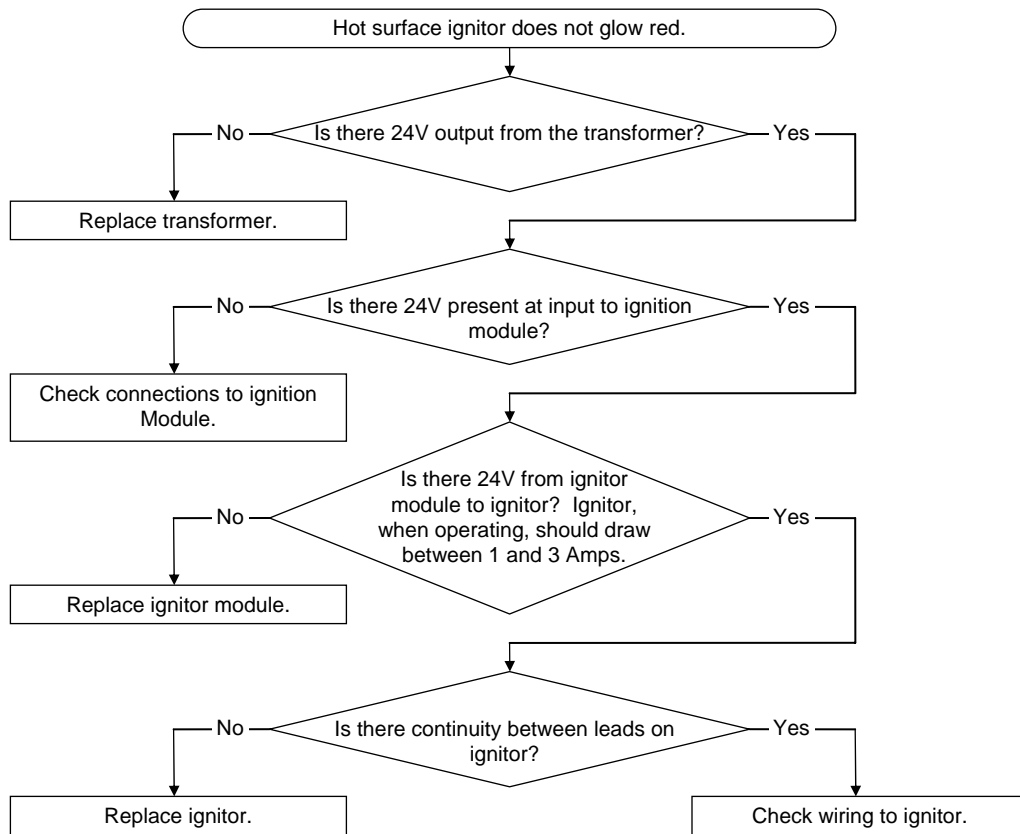 Hot surface ignitor does not glow red.
No
Is there 24V output from the transformer?
Yes
Replace transformer.
No
Is there 24V present at input to ignition
module?
Yes
Check connections to ignition
Module.
Is there 24V from ignitor
module to ignitor?  Ignitor,
when operating, should draw
between 1 and 3 Amps.
No
Yes
Replace ignitor module.
No
Is there continuity between leads on
ignitor?
Yes
Replace ignitor.
Check wiring to ignitor.